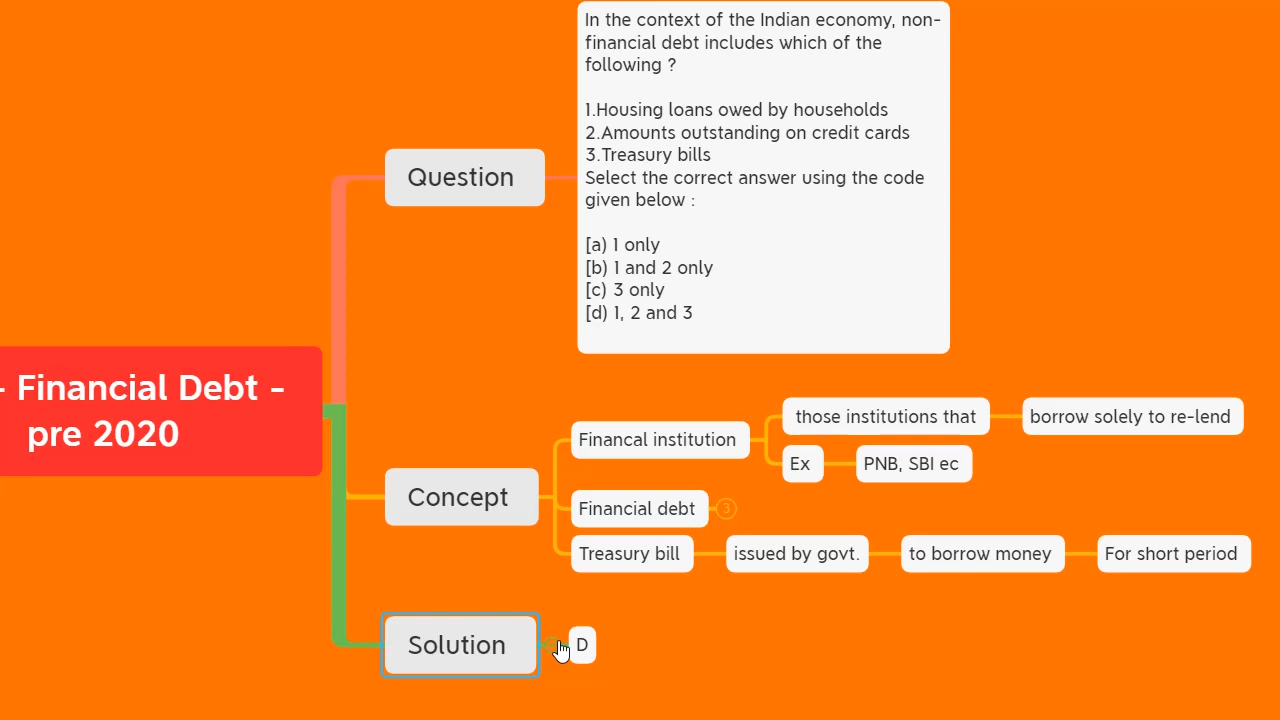 In the context of the Indian economy, non-
financial debt includes which of the
following ?
1.Housing loans owed by households
2.Amounts outstanding on credit cards
3.Treasury bills
Select the correct answer using the code
given below :
[a) 1 only
[b) 1 and 2 only
[c) 3 only
[d) 1, 2 and 3
Question
- Financial Debt -
pre 2020
Concept
Financal institution
those institutions that
borrow solely to re-lend
Ex
PNB, SBI ec
Financial debt
3
Treasury bill
issued by govt.
to borrow money
For short period
Solution
D